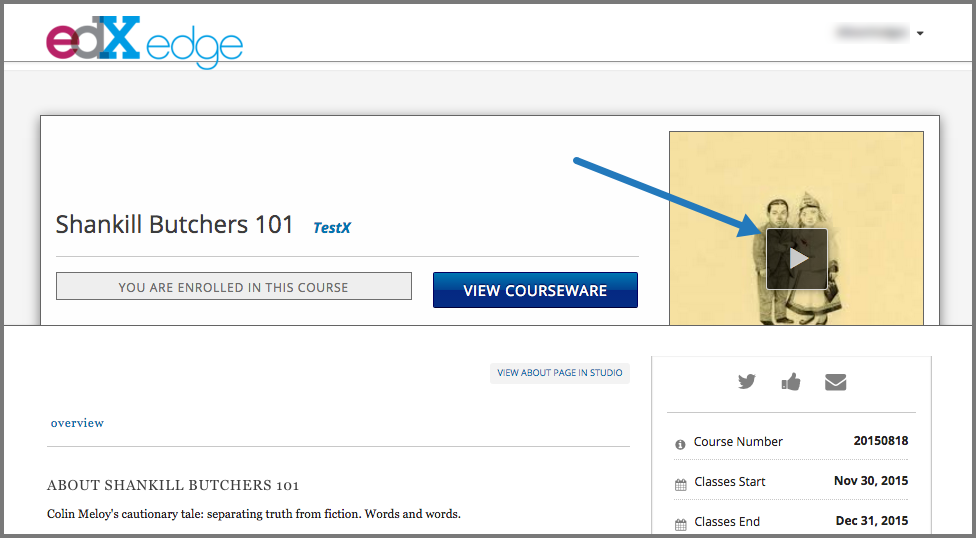 edX edge
Shankill Butchers 101 TestX
YOU ARE ENROLLED IN THIS COURSE
VIEW COURSEWARE
VIEW ABOUT PAGE IN STUDIO
overview
ABOUT SHANKILL BUTCHERS 101
Colin Meloy's cautionary tale: separating truth from fiction. Words and words.
Course Number 20150818
Classes Start Nov 30, 2015
Classes End Dec 31, 2015